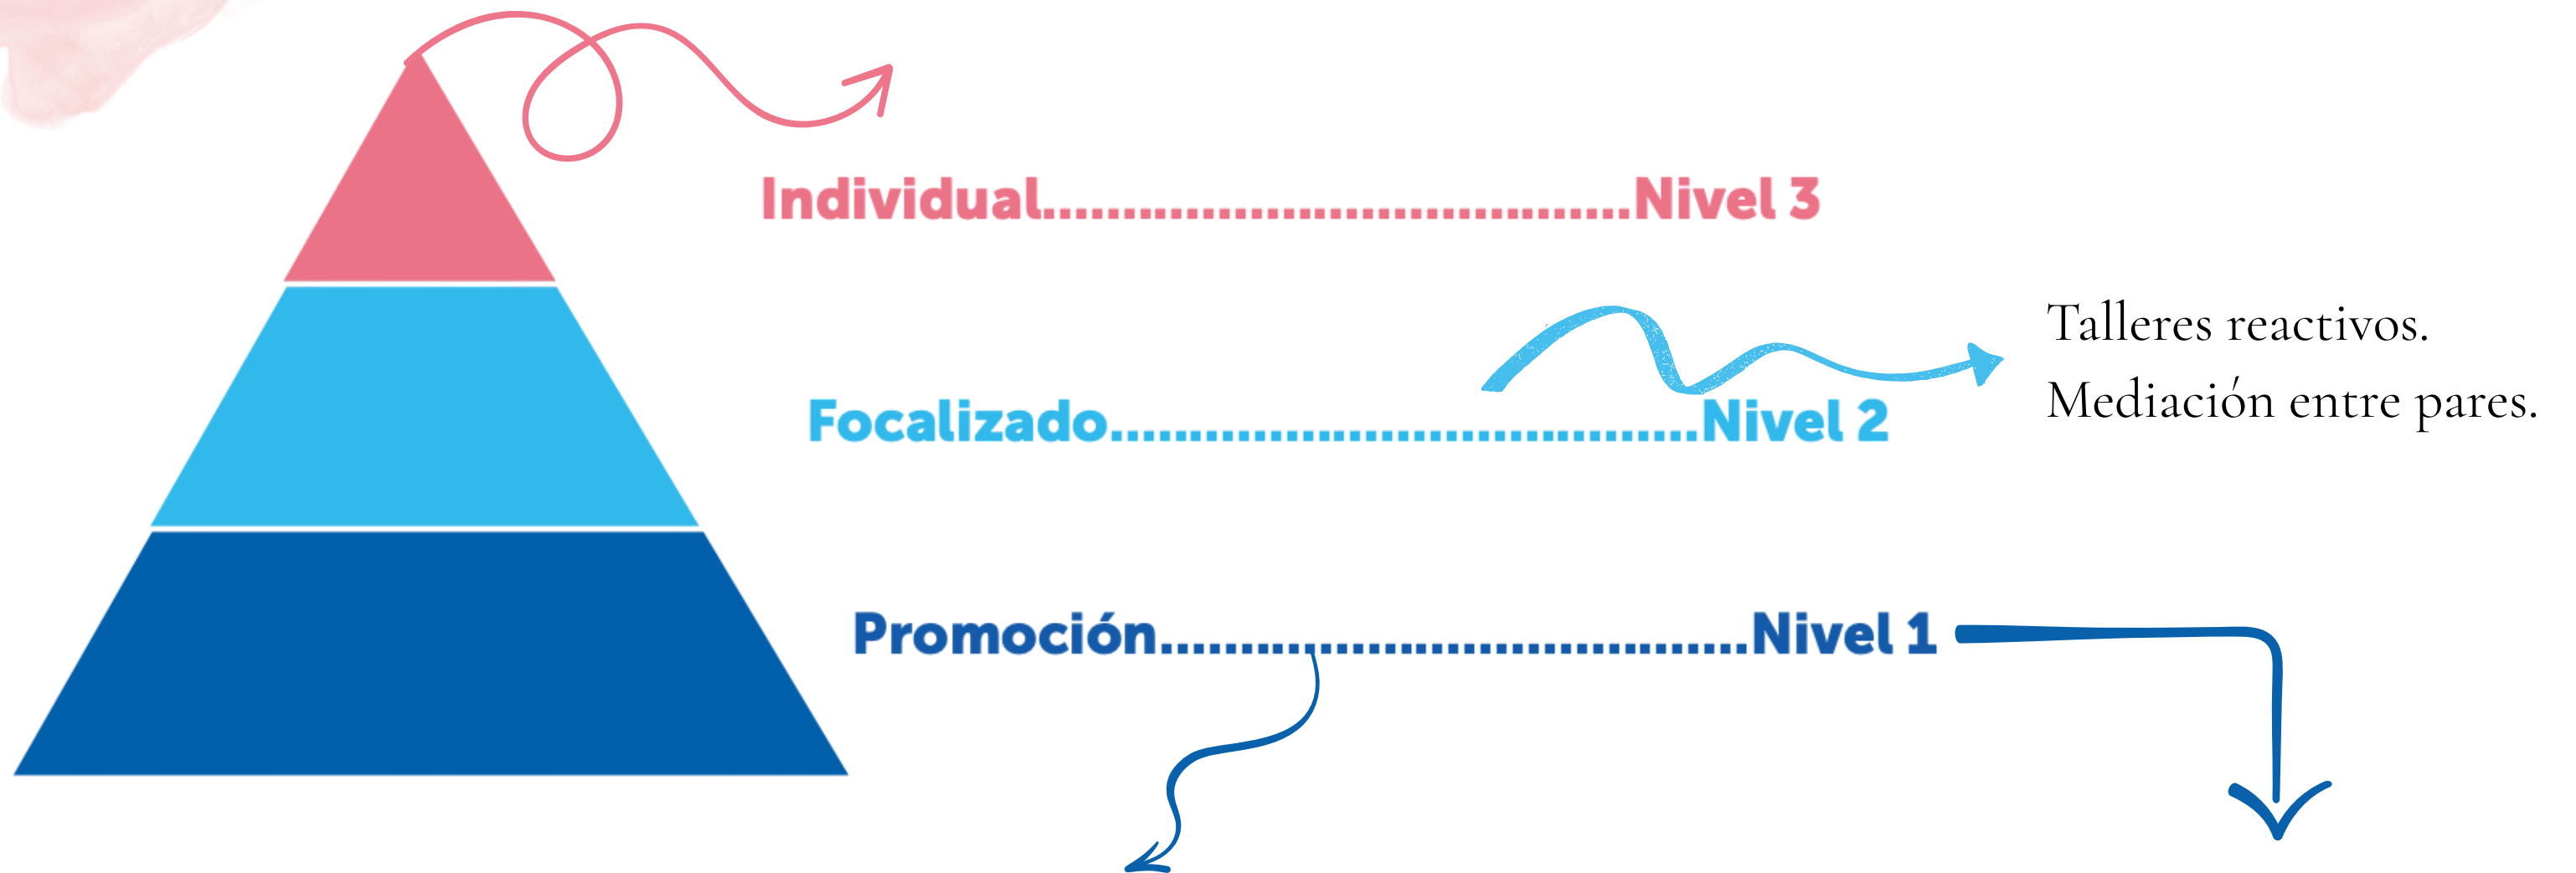 Individual.....................................Nivel 3
Talleres reactivos.
Mediación entre pares.
Focalizado.....................................Nivel 2
Promoción.....................................Nivel 1